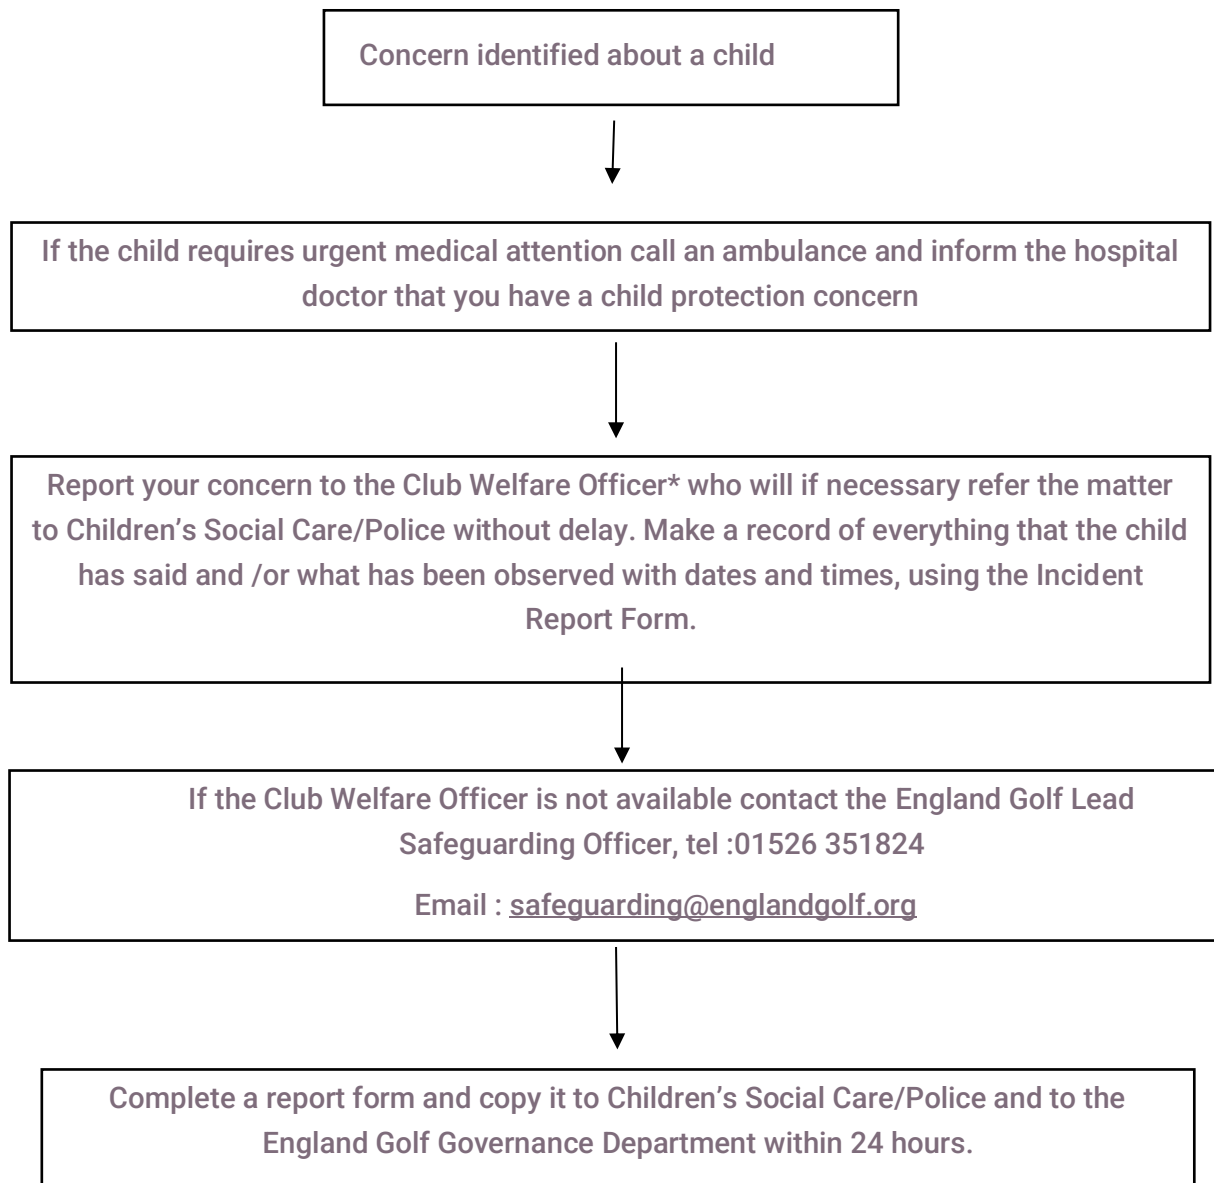 Concern identified about a child
If the child requires urgent medical attention call an ambulance and inform the hospital
doctor that you have a child protection concern
Report your concern to the Club Welfare Officer* who will if necessary refer the matter
to Children’s Social Care/Police without delay. Make a record of everything that the child
has said and /or what has been observed with dates and times, using the Incident
Report Form.
If the Club Welfare Officer is not available contact the England Golf Lead
Safeguarding Officer, tel :01526 351824
Email : safeguarding@englandgolf.org
Complete a report form and copy it to Children’s Social Care/Police and to the
England Golf Governance Department within 24 hours.